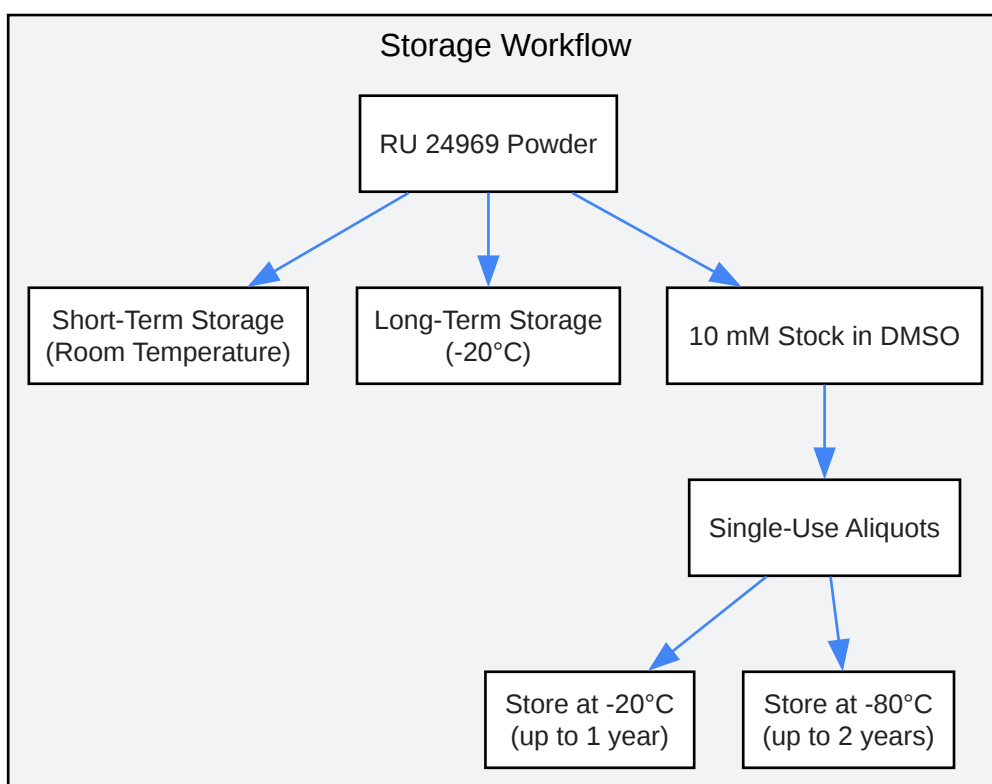 Storage Workflow
RU 24969 Powder
Short-Term Storage
(Room Temperature)
Long-Term Storage
(-20°C)
10 mM Stock in DMSO
Single-Use Aliquots
Store at -20°C
(up to 1 year)
Store at -80°C
(up to 2 years)